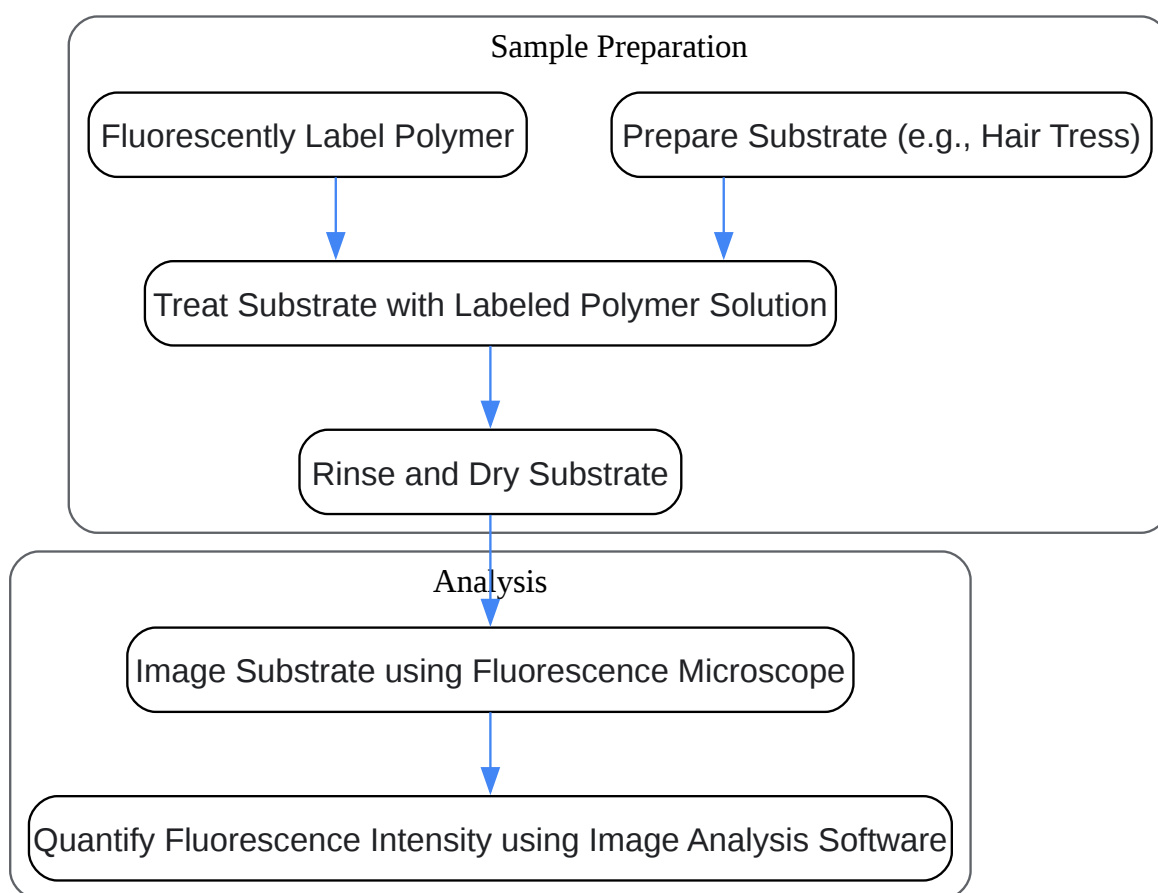 Sample Preparation
Fluorescently Label Polymer
Prepare Substrate (e.g., Hair Tress)
Treat Substrate with Labeled Polymer Solution
Rinse and Dry Substrate
Analysis
Image Substrate using Fluorescence Microscope
Quantify Fluorescence Intensity using Image Analysis Software